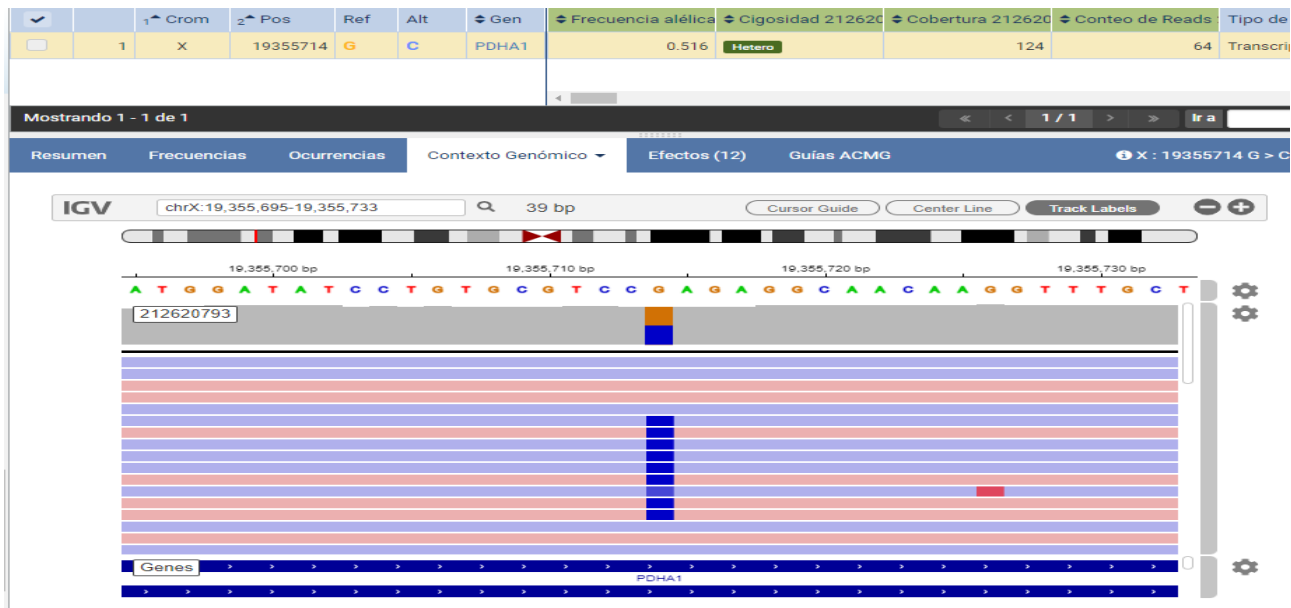 1 Crom 2 Pos Ref Alt Gen Frecuencia alélica Cigosidad 212620 Cobertura 212620 Conteo de Reads Tipo de
1 X 19355714 G C PDHA1 0.516 Hetero 124 64 Transcrip
Mostrando 1 - 1 de 1 « < 1 / 1 > » Ir a
Resumen Frecuencias Ocurrencias Contexto Genómico Efectos (12) Guías ACMG X : 19355714 G > C
IGV chrX:19,355,695-19,355,733 39 bp Cursor Guide Center Line Track Labels
19,355,700 bp 19,355,710 bp 19,355,720 bp 19,355,730 bp
A T G G A T A T C C T G T G C G T C C G A G A G G C A A C A A G G T T T G C T
212620793
Genes
PDHA1